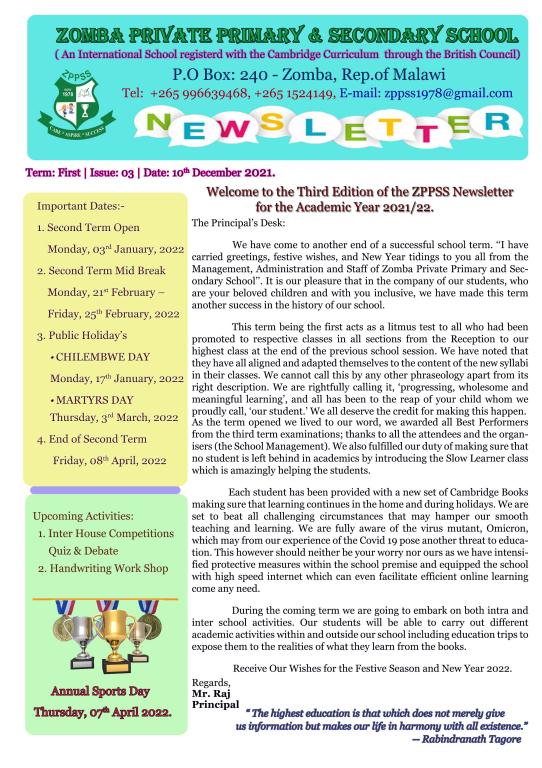 ZOMBA PRIVATE PRIMARY & SECONDARY SCHOOL
( An International School registerd with the Cambridge Curriculum through the British Council)
ZPPSS
P.O Box: 240 - Zomba, Rep.of Malawi
Tel: +265 996639468, +265 1524149, E-mail: zppss1978@gmail.com
CARE * ASPIRE * SUCCESS
NEWSLETTER
Term: First | Issue: 03 | Date: 10th December 2021.
Important Dates:-
1. Second Term Open
Monday, 03rd January, 2022
2. Second Term Mid Break
Monday, 21st February –
Friday, 25th February, 2022
3. Public Holiday's
• CHILEMBWE DAY
Monday, 17th January, 2022
• MARTYRS DAY
Thursday, 3rd March, 2022
4. End of Second Term
Friday, 08th April, 2022
Upcoming Activities:
1. Inter House Competitions
Quiz & Debate
2. Handwriting Work Shop
Annual Sports Day
Thursday, 07th April 2022.
Welcome to the Third Edition of the ZPPSS Newsletter
for the Academic Year 2021/22.
The Principal's Desk:
We have come to another end of a successful school term. "I have
carried greetings, festive wishes, and New Year tidings to you all from the
Management, Administration and Staff of Zomba Private Primary and Sec-
ondary School". It is our pleasure that in the company of our students, who
are your beloved children and with you inclusive, we have made this term
another success in the history of our school.
This term being the first acts as a litmus test to all who had been
promoted to respective classes in all sections from the Reception to our
highest class at the end of the previous school session. We have noted that
they have all aligned and adapted themselves to the content of the new syllabi
in their classes. We cannot call this by any other phraseology apart from its
right description. We are rightfully calling it, 'progressing, wholesome and
meaningful learning', and all has been to the reap of your child whom we
proudly call, 'our student.' We all deserve the credit for making this happen.
As the term opened we lived to our word, we awarded all Best Performers
from the third term examinations; thanks to all the attendees and the organ-
isers (the School Management). We also fulfilled our duty of making sure that
no student is left behind in academics by introducing the Slow Learner class
which is amazingly helping the students.
Each student has been provided with a new set of Cambridge Books
making sure that learning continues in the home and during holidays. We are
set to beat all challenging circumstances that may hamper our smooth
teaching and learning. We are fully aware of the virus mutant, Omicron,
which may from our experience of the Covid 19 pose another threat to educa-
tion. This however should neither be your worry nor ours as we have intensi-
fied protective measures within the school premise and equipped the school
with high speed internet which can even facilitate efficient online learning
come any need.
During the coming term we are going to embark on both intra and
inter school activities. Our students will be able to carry out different
academic activities within and outside our school including education trips to
expose them to the realities of what they learn from the books.
Receive Our Wishes for the Festive Season and New Year 2022.
Regards,
Mr. Raj
Principal
" The highest education is that which does not merely give
us information but makes our life in harmony with all existence."
— Rabindranath Tagore